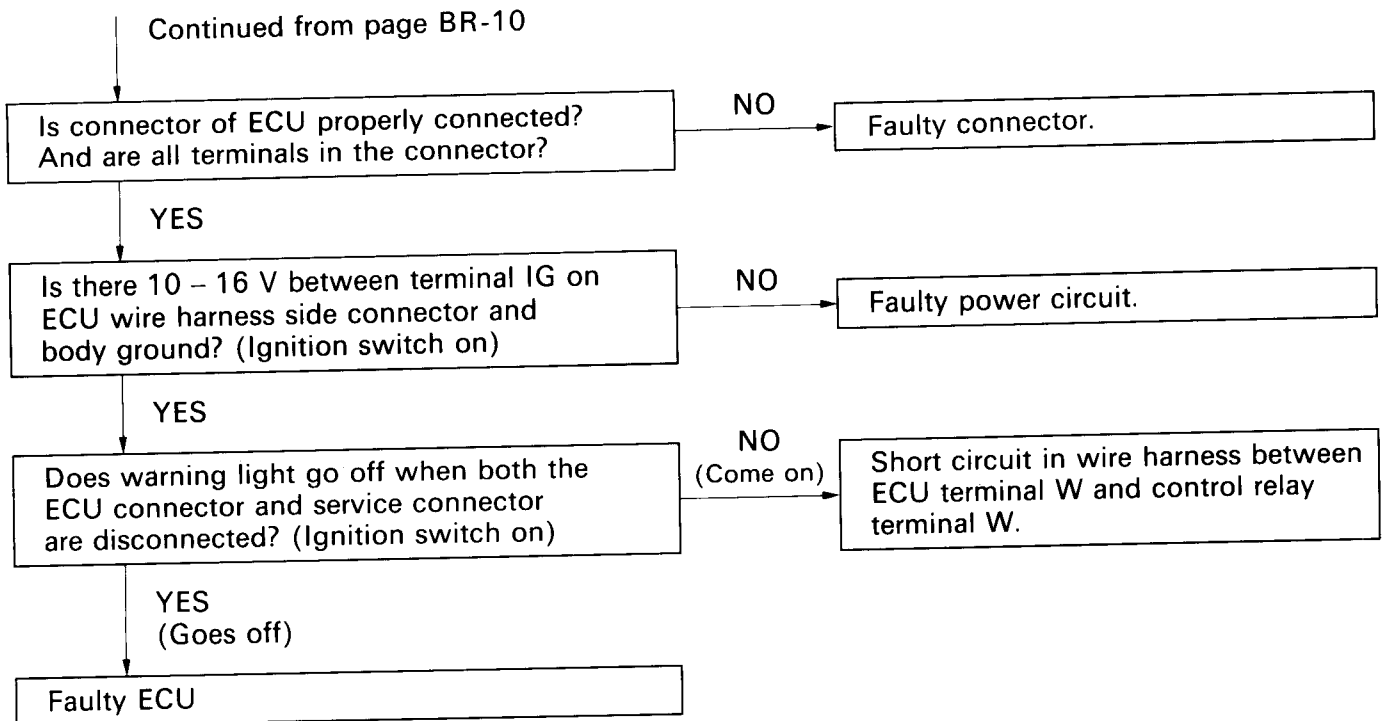 Continued from page BR-10
Is connector of ECU properly connected?
And are all terminals in the connector?
NO
Faulty connector.
YES
Is there 10 – 16 V between terminal IG on
ECU wire harness side connector and
body ground? (Ignition switch on)
NO
Faulty power circuit.
YES
Does warning light go off when both the
ECU connector and service connector
are disconnected? (Ignition switch on)
NO
(Come on)
Short circuit in wire harness between
ECU terminal W and control relay
terminal W.
YES
(Goes off)
Faulty ECU